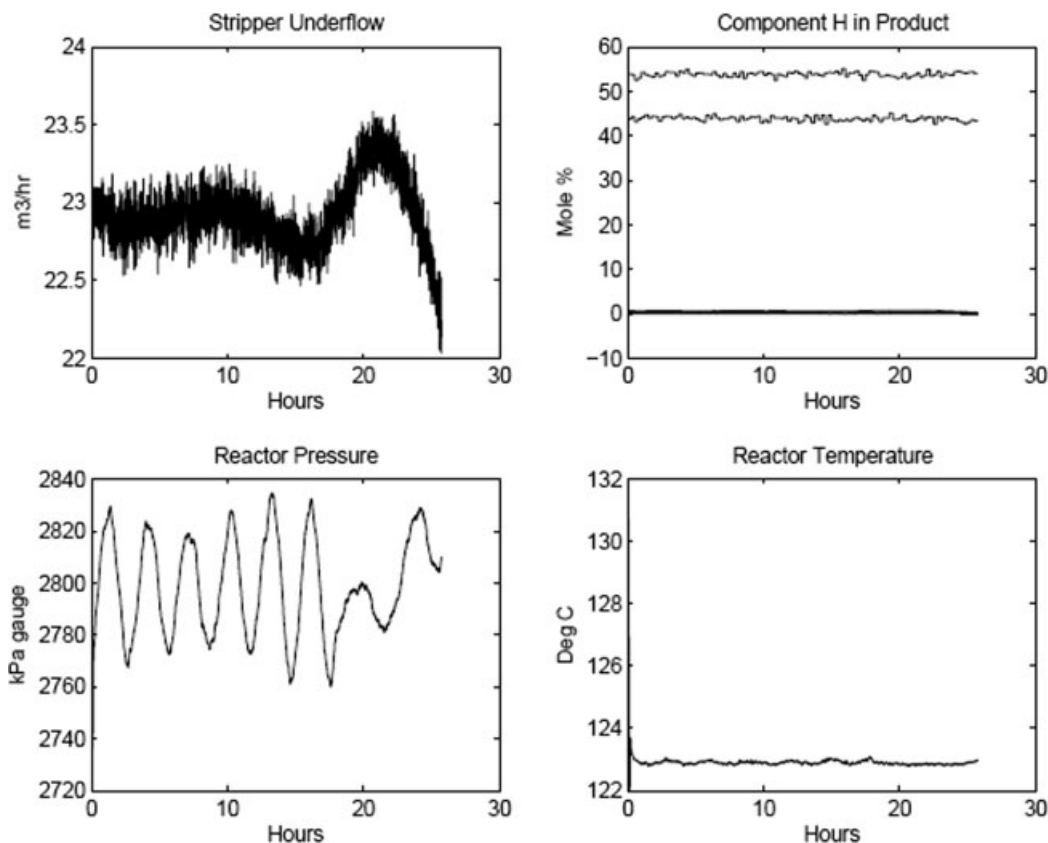 Stripper Underflow
24
23.5
23
22.5
22
m3/hr
0 10 20 30
Hours
Component H in Product
60
50
40
30
20
10
0
−10
Mole %
0 10 20 30
Hours
Reactor Pressure
2840
2820
2800
2780
2760
2740
2720
kPa gauge
0 10 20 30
Hours
Reactor Temperature
132
130
128
126
124
122
Deg C
0 10 20 30
Hours